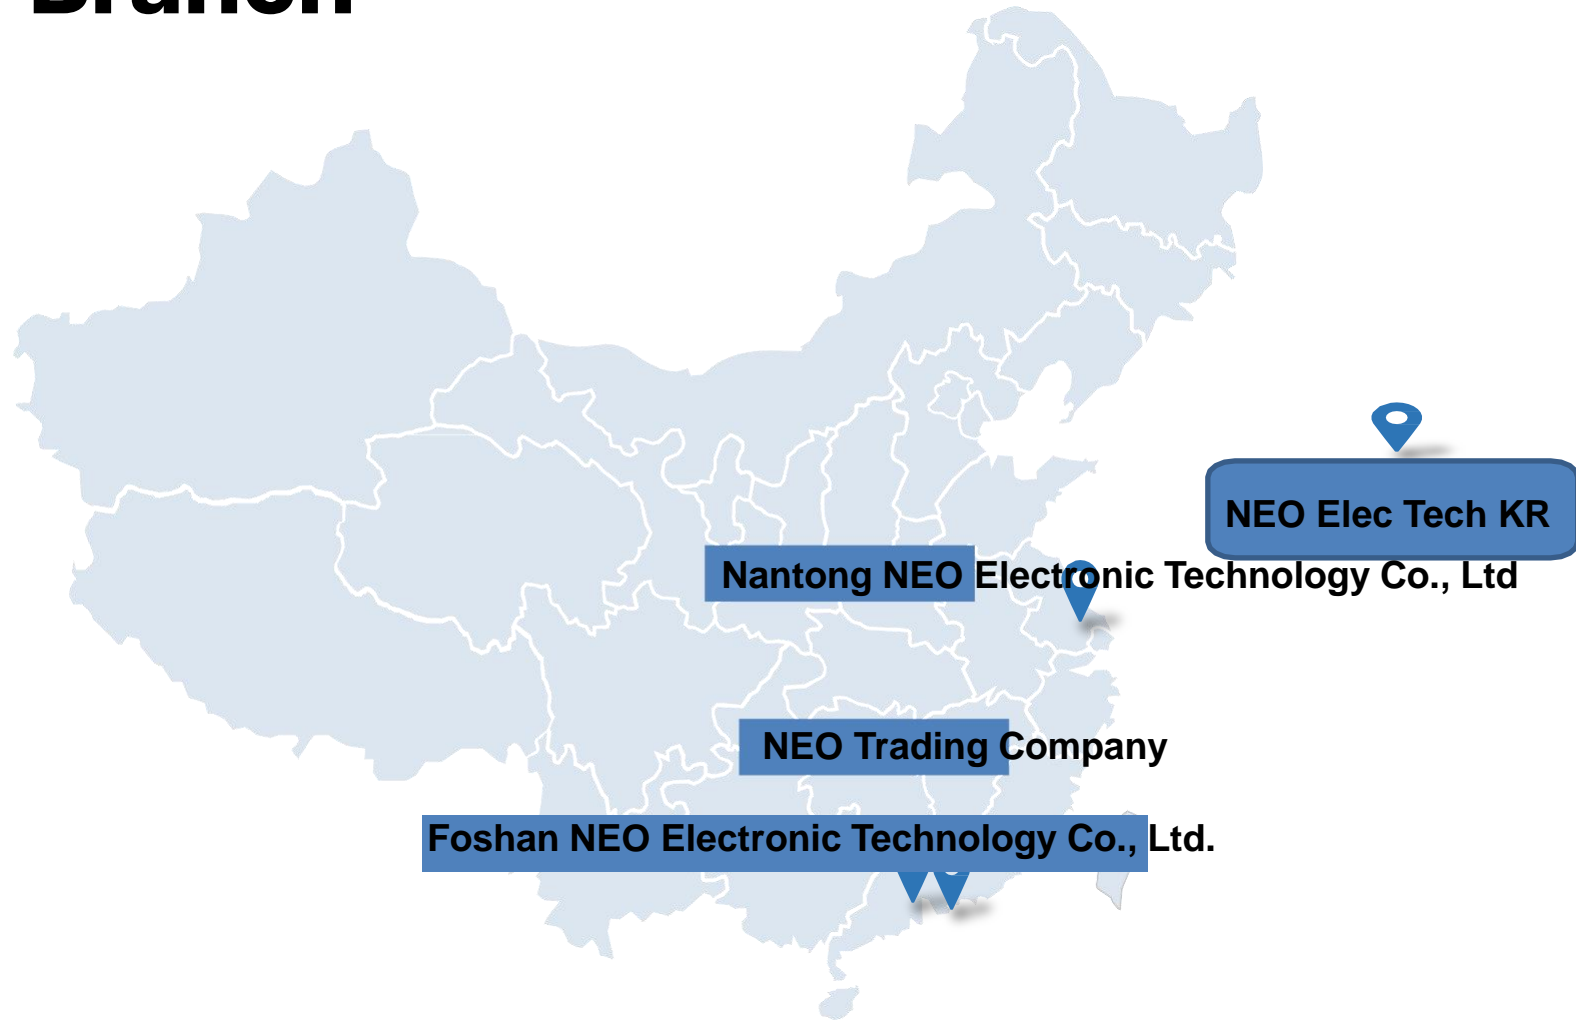 Branch
NEO Elec Tech KR
Nantong NEO Electronic Technology Co., Ltd
NEO Trading Company
Foshan NEO Electronic Technology Co., Ltd.